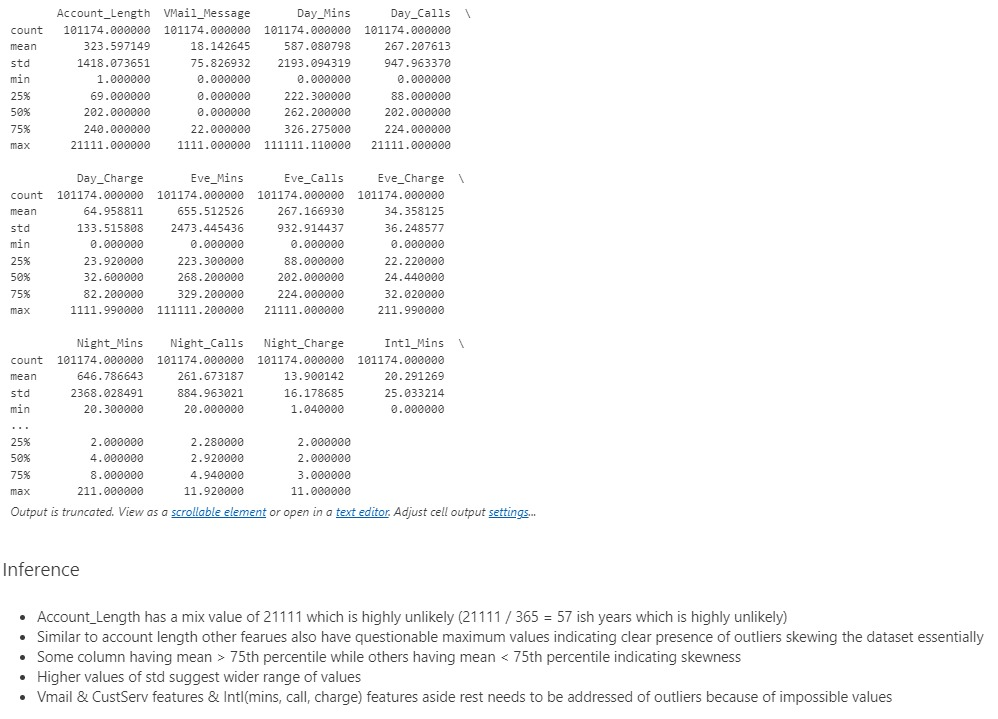 Account_Length VMail_Message Day_Mins Day_Calls \
count 101174.000000 101174.000000 101174.000000 101174.000000
mean 323.597149 18.142645 587.080798 267.207613
std 1418.073651 75.826932 2193.094319 947.963370
min 1.000000 0.000000 0.000000 0.000000
25% 69.000000 0.000000 222.300000 88.000000
50% 202.000000 0.000000 262.200000 202.000000
75% 240.000000 22.000000 326.275000 224.000000
max 21111.000000 1111.000000 111111.110000 21111.000000
Day_Charge Eve_Mins Eve_Calls Eve_Charge \
count 101174.000000 101174.000000 101174.000000 101174.000000
mean 64.958811 655.512526 267.166930 34.358125
std 133.515808 2473.445436 932.914437 36.248577
min 0.000000 0.000000 0.000000 0.000000
25% 23.920000 223.300000 88.000000 22.220000
50% 32.600000 268.200000 202.000000 24.440000
75% 82.200000 329.200000 224.000000 32.020000
max 1111.990000 111111.200000 21111.000000 211.990000
Night_Mins Night_Calls Night_Charge Intl_Mins \
count 101174.000000 101174.000000 101174.000000 101174.000000
mean 646.786643 261.673187 13.900142 20.291269
std 2368.028491 884.963021 16.178685 25.033214
min 20.300000 20.000000 1.040000 0.000000
...
25% 2.000000 2.280000 2.000000
50% 4.000000 2.920000 2.000000
75% 8.000000 4.940000 3.000000
max 211.000000 11.920000 11.000000
Output is truncated. View as a scrollable element or open in a text editor. Adjust cell output settings...
Inference
• Account_Length has a mix value of 21111 which is highly unlikely (21111 / 365 = 57 ish years which is highly unlikely)
• Similar to account length other fearues also have questionable maximum values indicating clear presence of outliers skewing the dataset essentially
• Some column having mean > 75th percentile while others having mean < 75th percentile indicating skewness
• Higher values of std suggest wider range of values
• Vmail & CustServ features & Intl(mins, call, charge) features aside rest needs to be addressed of outliers because of impossible values